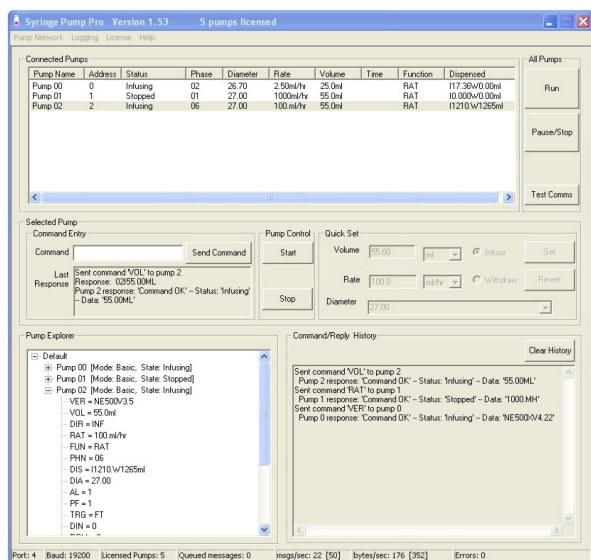 Syringe Pump Pro Version 1.53 5 pumps licensed
Pump Network Logging License Help
Connected Pumps
All Pumps
Pump Name Address Status Phase Diameter Rate Volume Time Function Dispensed
Pump 00 0 Infusing 02 26.70 2.50ml/hr 25.0ml RAT I17.36W0.00ml
Pump 01 1 Stopped 01 27.00 1000ml/hr 55.0ml RAT I0.000W0.00ml
Pump 02 2 Infusing 06 27.00 100.ml/hr 55.0ml RAT I1210.W1265ml
Run
Pause/Stop
Test Comms
Selected Pump
Command Entry
Command
Send Command
Last Response
Sent command 'VOL' to pump 2
Response: 02I55.00ML
Pump 2 response: 'Command OK' -- Status: 'Infusing'
-- Data: '55.00ML'
Pump Control
Start
Stop
Quick Set
Volume 55.00 ml Infuse Set
Rate 100.0 ml/hr Withdraw Revert
Diameter 27.00
Pump Explorer
Default
Pump 00 [Mode: Basic, State: Infusing]
Pump 01 [Mode: Basic, State: Stopped]
Pump 02 [Mode: Basic, State: Infusing]
VER = NE500V3.5
VOL = 55.0ml
DIR = INF
RAT = 100.ml/hr
FUN = RAT
PHN = 06
DIS = I1210.W1265ml
DIA = 27.00
AL = 1
PF = 1
TRG = FT
DIN = 0
Command/Reply History
Clear History
Sent command 'VOL' to pump 2
Pump 2 response: 'Command OK' -- Status: 'Infusing' -- Data: '55.00ML'
Sent command 'RAT' to pump 1
Pump 1 response: 'Command OK' -- Status: 'Stopped' -- Data: '1000.MH'
Sent command 'VER' to pump 0
Pump 0 response: 'Command OK' -- Status: 'Infusing' -- Data: 'NE500XV4.22'
Port: 4 Baud: 19200 Licensed Pumps: 5 Queued messages: 0 msgs/sec: 22 [50] bytes/sec: 176 [352] Errors: 0